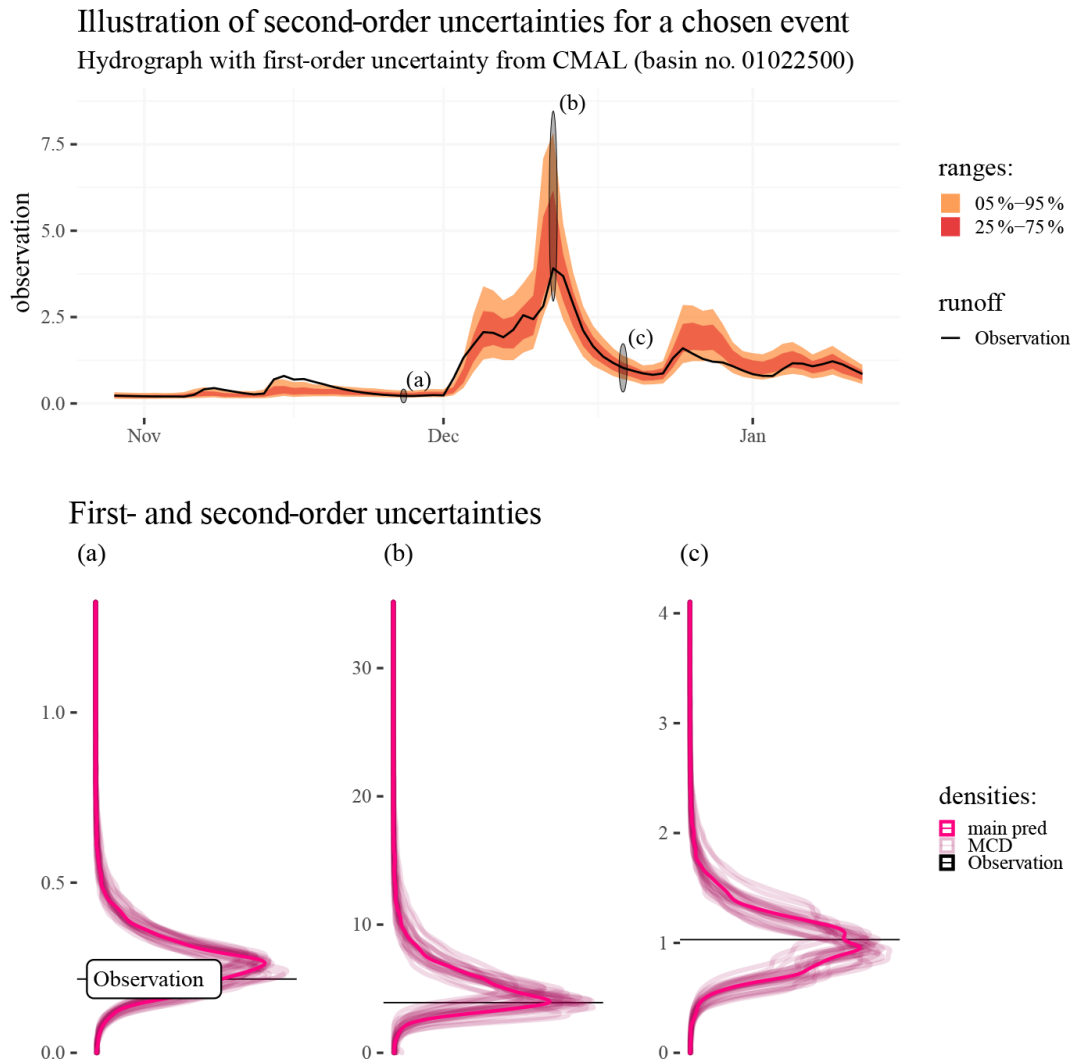 Illustration of second-order uncertainties for a chosen event
Hydrograph with first-order uncertainty from CMAL (basin no. 01022500)
observation
7.5
5.0
2.5
0.0
(a)
(b)
(c)
Nov
Dec
Jan
ranges:
05 %–95 %
25 %–75 %
runoff
Observation
First- and second-order uncertainties
(a)
1.0
0.5
0.0
Observation
(b)
30
20
10
0
(c)
4
3
2
1
0
densities:
main pred
MCD
Observation